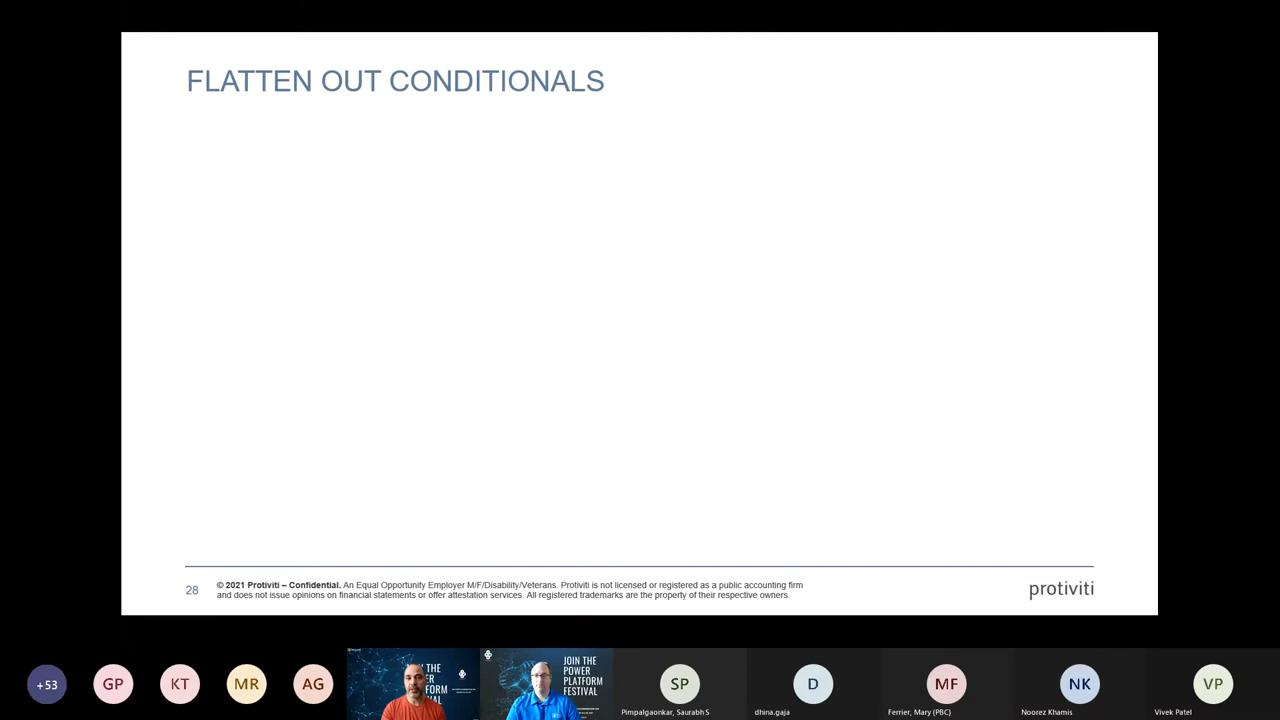 FLATTEN OUT CONDITIONALS
28
© 2021 Protiviti – Confidential. An Equal Opportunity Employer M/F/Disability/Veterans. Protiviti is not licensed or registered as a public accounting firm
and does not issue opinions on financial statements or offer attestation services. All registered trademarks are the property of their respective owners.
protiviti
+53
GP
KT
MR
AG
JOIN THE
POWER
PLATFORM
FESTIVAL
SP
Pimpalgaonkar, Saurabh S
D
dhina.gaja
MF
Ferrier, Mary (PBC)
NK
Noorez Khamis
VP
Vivek Patel